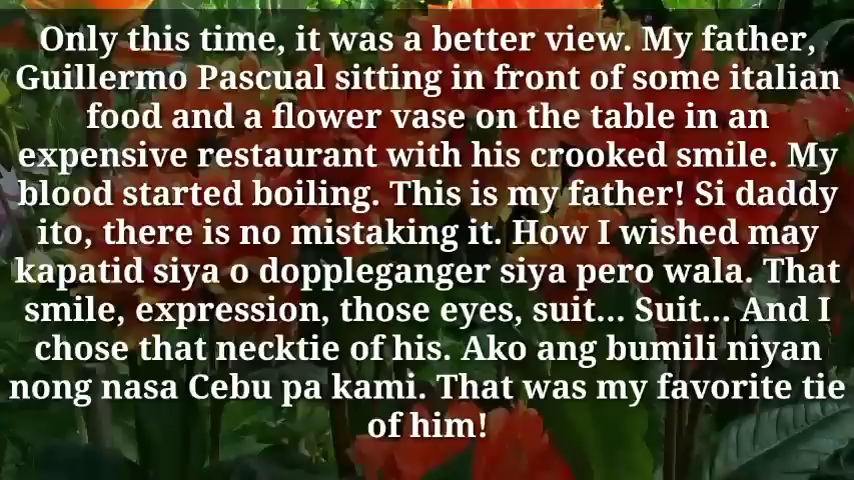 Only this time, it was a better view. My father,
Guillermo Pascual sitting in front of some italian
food and a flower vase on the table in an
expensive restaurant with his crooked smile. My
blood started boiling. This is my father! Si daddy
ito, there is no mistaking it. How I wished may
kapatid siya o doppleganger siya pero wala. That
smile, expression, those eyes, suit... Suit... And I
chose that necktie of his. Ako ang bumili niyan
nong nasa Cebu pa kami. That was my favorite tie
of him!